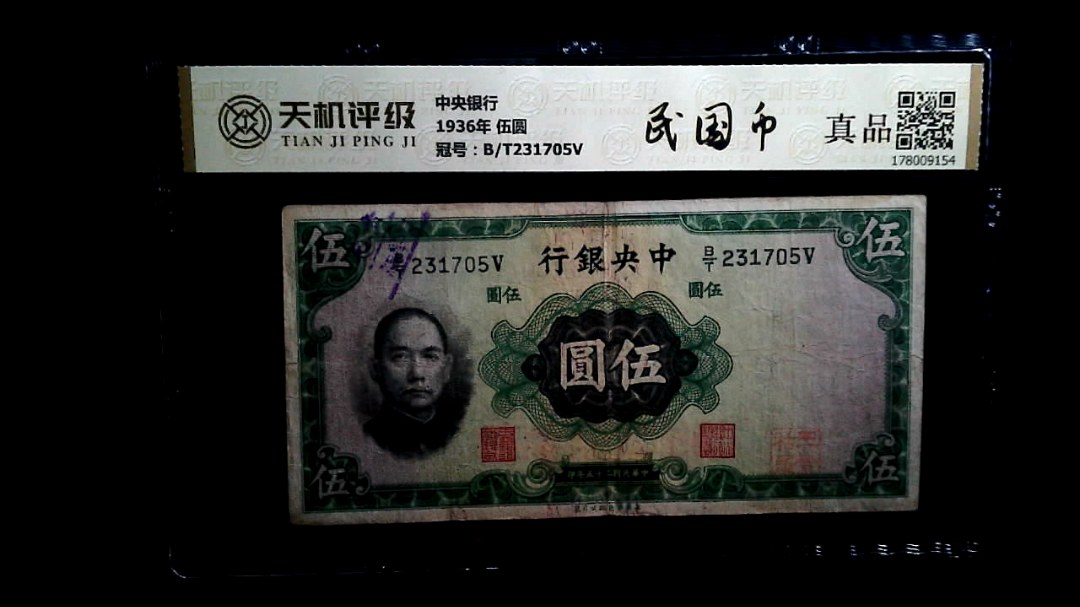 天机评级
TIAN JI PING JI
中央银行
1936年 伍圆
冠号：B/T231705V
民国币
真品
178009154
伍
伍
231705V
行銀央中
B/T 231705V
圓伍
圓伍
圓伍
伍
伍